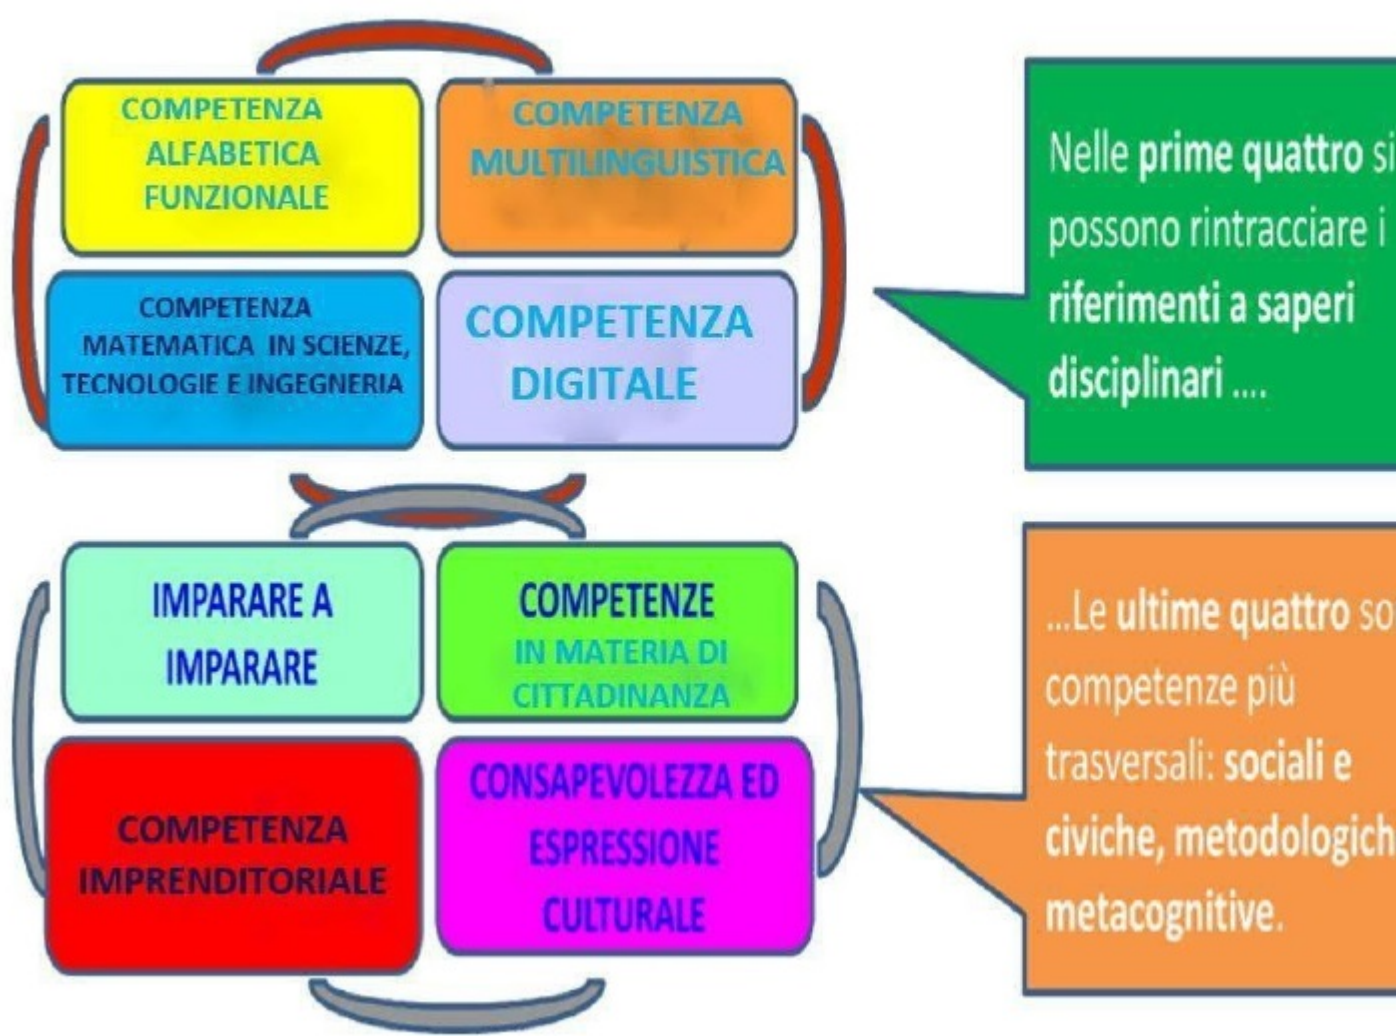 COMPETENZA
ALFABETICA
FUNZIONALE
COMPETENZA
MULTILINGUISTICA
COMPETENZA
MATEMATICA IN SCIENZE,
TECNOLOGIE E INGEGNERIA
COMPETENZA
DIGITALE
Nelle prime quattro si
possono rintracciare i
riferimenti a saperi
disciplinari ....
IMPARARE A
IMPARARE
COMPETENZE
IN MATERIA DI
CITTADINANZA
COMPETENZA
IMPRENDITORIALE
CONSAPEVOLEZZA ED
ESPRESSIONE
CULTURALE
...Le ultime quattro so
competenze più
trasversali: sociali e
civiche, metodologich
metacognitive.